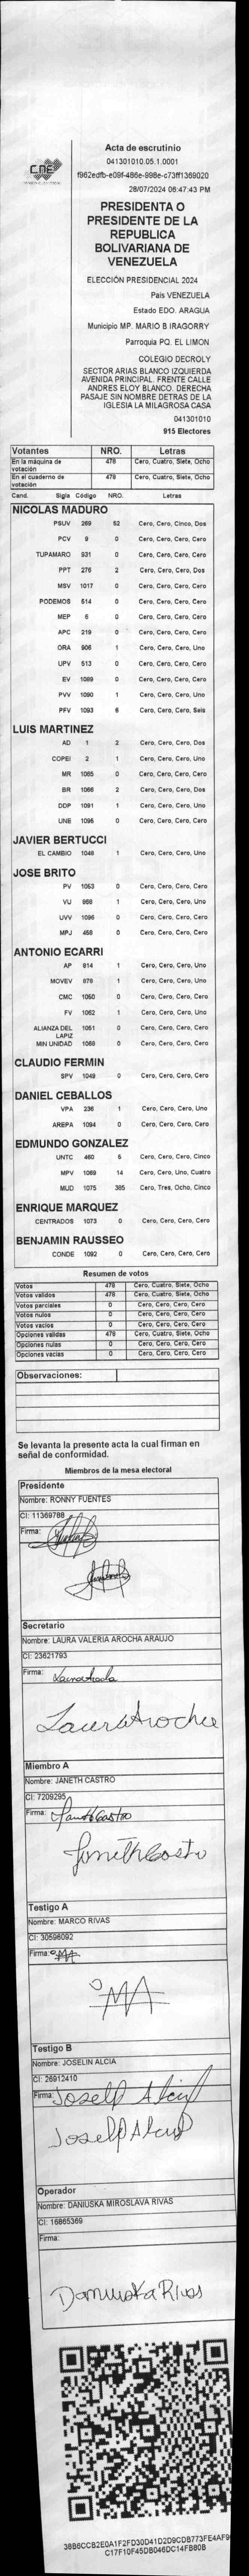 CNE
Acta de escrutinio
041301010.05.1.0001
28/07/2024 06:47:43 PM
PRESIDENTA O
PRESIDENTE DE LA
REPUBLICA
BOLIVARIANA DE
VENEZUELA
ELECCIÓN PRESIDENCIAL 2024
Pais VENEZUELA
Estado EDO. ARAGUA
Municipio MP. MARIO B IRAGORRY
Parroquia PQ. EL LIMON
COLEGIO DECROLY
SECTOR ARIAS BLANCO IZQUIERDA
AVENIDA PRINCIPAL. FRENTE CALLE
ANDRES ELOY BLANCO. DERECHA
PASAJE SIN NOMBRE DETRAS DE LA
IGLESIA LA MILAGROSA CASA
041301010
915 Electores
Votantes NRO. Letras
En la máquina de votación 478 Cero, Cuatro, Siete, Ocho
En el cuaderno de votación 478 Cero, Cuatro, Siete, Ocho
Cand. Sigla Código NRO. Letras
NICOLAS MADURO
PSUV 269 52 Cero, Cero, Cinco, Dos
PCV 9 0 Cero, Cero, Cero, Cero
TUPAMARO 931 0 Cero, Cero, Cero, Cero
PPT 276 2 Cero, Cero, Cero, Dos
MSV 1017 0 Cero, Cero, Cero, Cero
PODEMOS 514 0 Cero, Cero, Cero, Cero
MEP 6 0 Cero, Cero, Cero, Cero
APC 219 0 Cero, Cero, Cero, Cero
ORA 906 1 Cero, Cero, Cero, Uno
UPV 513 0 Cero, Cero, Cero, Cero
EV 1089 0 Cero, Cero, Cero, Cero
PVV 1090 1 Cero, Cero, Cero, Uno
PFV 1093 6 Cero, Cero, Cero, Seis
LUIS MARTINEZ
AD 1 2 Cero, Cero, Cero, Dos
COPEI 2 1 Cero, Cero, Cero, Uno
MR 1065 0 Cero, Cero, Cero, Cero
BR 1066 2 Cero, Cero, Cero, Dos
DDP 1091 1 Cero, Cero, Cero, Uno
UNE 1096 0 Cero, Cero, Cero, Cero
JAVIER BERTUCCI
EL CAMBIO 1048 1 Cero, Cero, Cero, Uno
JOSE BRITO
PV 1053 0 Cero, Cero, Cero, Cero
VU 868 1 Cero, Cero, Cero, Uno
UVV 1095 0 Cero, Cero, Cero, Cero
MPJ 458 0 Cero, Cero, Cero, Cero
ANTONIO ECARRI
AP 814 1 Cero, Cero, Cero, Uno
MOVEV 978 1 Cero, Cero, Cero, Uno
CMC 1050 0 Cero, Cero, Cero, Cero
FV 1062 1 Cero, Cero, Cero, Uno
ALIANZA DEL LAPIZ 1051 0 Cero, Cero, Cero, Cero
MIN UNIDAD 1068 0 Cero, Cero, Cero, Cero
CLAUDIO FERMIN
SPV 1049 0 Cero, Cero, Cero, Cero
DANIEL CEBALLOS
VPA 236 1 Cero, Cero, Cero, Uno
AREPA 1094 0 Cero, Cero, Cero, Cero
EDMUNDO GONZALEZ
UNTC 460 5 Cero, Cero, Cero, Cinco
MPV 1069 14 Cero, Cero, Uno, Cuatro
MUD 1075 385 Cero, Tres, Ocho, Cinco
ENRIQUE MARQUEZ
CENTRADOS 1073 0 Cero, Cero, Cero, Cero
BENJAMIN RAUSSEO
CONDE 1092 0 Cero, Cero, Cero, Cero
Resumen de votos
Votos 478 Cero, Cuatro, Siete, Ocho
Votos validos 478 Cero, Cuatro, Siete, Ocho
Votos parciales 0 Cero, Cero, Cero, Cero
Votos nulos 0 Cero, Cero, Cero, Cero
Votos vacios 0 Cero, Cero, Cero, Cero
Opciones validas 478 Cero, Cuatro, Siete, Ocho
Opciones nulas 0 Cero, Cero, Cero, Cero
Opciones vacias 0 Cero, Cero, Cero, Cero
Observaciones:
Se levanta la presente acta la cual firman en
señal de conformidad.
Miembros de la mesa electoral
Presidente
Nombre: RONNY FUENTES
CI: 11369788
Firma:
Secretario
Nombre: LAURA VALERIA AROCHA ARAUJO
CI: 23621793
Firma: Laura Arocha
Laura Arocha
Miembro A
Nombre: JANETH CASTRO
CI: 7209295
Firma: Janeth Castro
Janeth Castro
Testigo A
Nombre: MARCO RIVAS
CI: 30596092
Firma:
Testigo B
Nombre: JOSELIN ALCIA
CI: 26912410
Firma:
Operador
Nombre: DANIUSKA MIROSLAVA RIVAS
CI: 16865369
Firma:
Daniuska Rivas